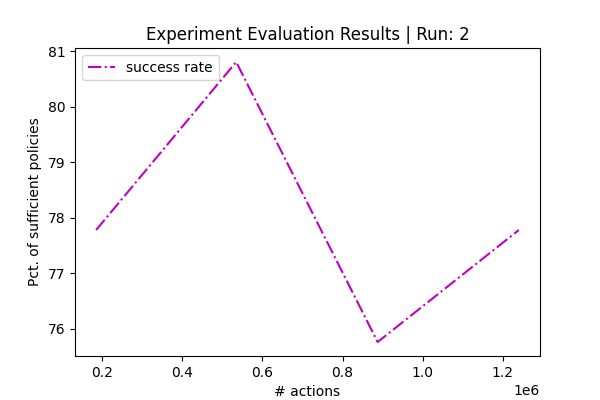 Experiment Evaluation Results | Run: 2
success rate
Pct. of sufficient policies
81
80
79
78
77
76
0.2 0.4 0.6 0.8 1.0 1.2
1e6
# actions